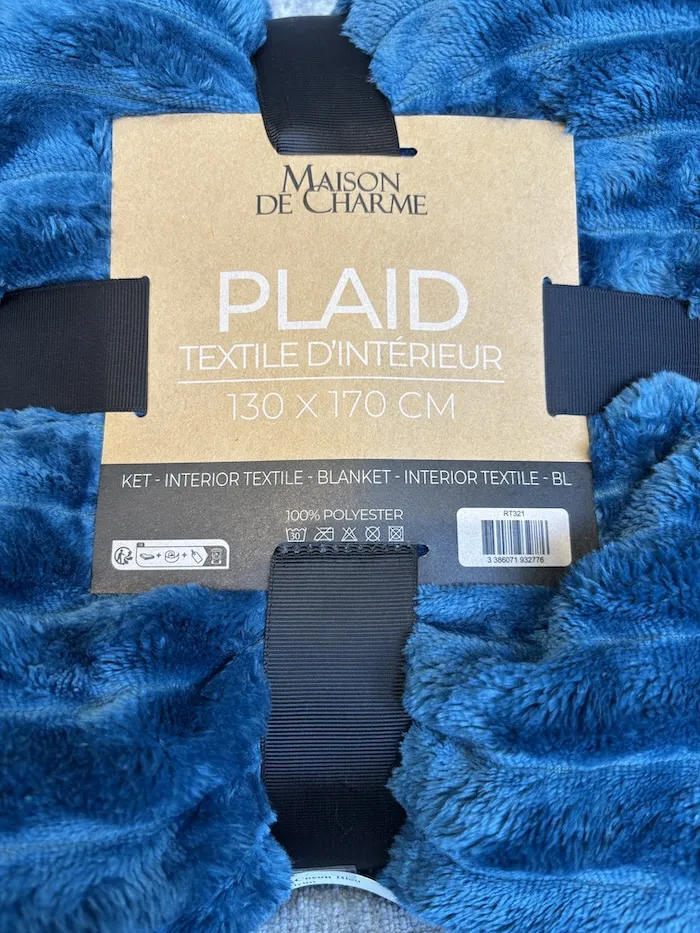 MAISON
DE CHARME
PLAID
TEXTILE D'INTÉRIEUR
130 X 170 CM
KET - INTERIOR TEXTILE - BLANKET - INTERIOR TEXTILE - BL
100% POLYESTER
30
RT321
3 386071 932776